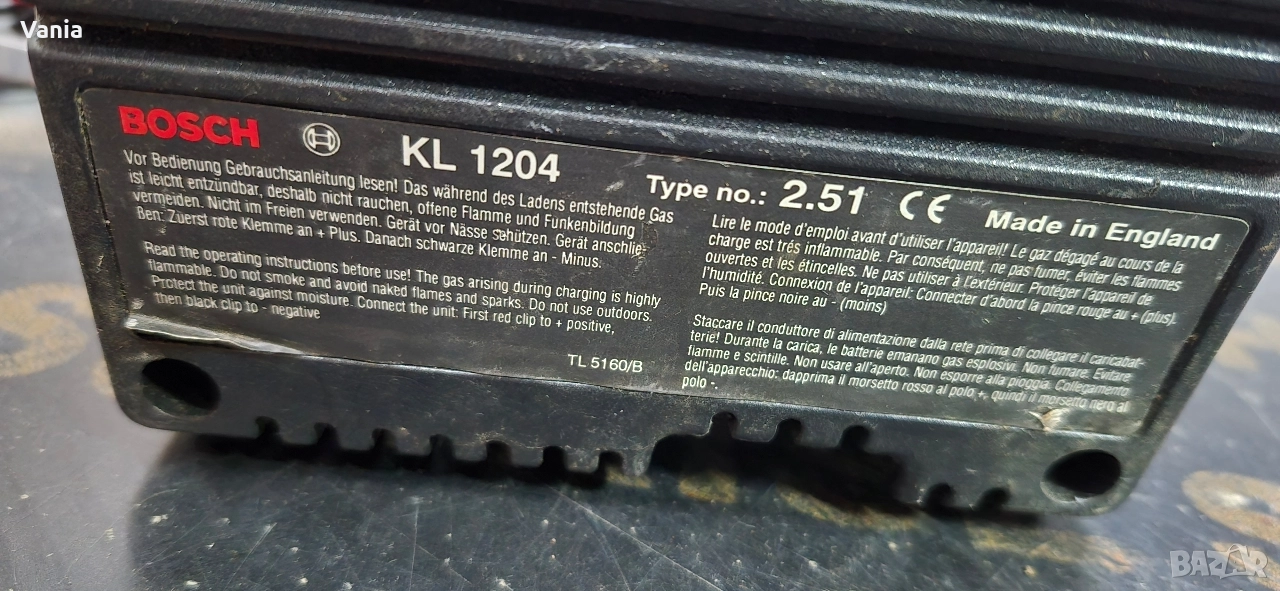 Vania
BOSCH
KL 1204
Type no.: 2.51
CE
Made in England
Vor Bedienung Gebrauchsanleitung lesen! Das während des Ladens entstehende Gas
ist leicht entzündbar, deshalb nicht rauchen, offene Flamme und Funkenbildung
vermeiden. Nicht im Freien verwenden. Gerät vor Nässe sehützen. Gerät anschlie-
ßen: Zuerst rote Klemme an + Plus. Danach schwarze Klemme an - Minus.
Read the operating instructions before use! The gas arising during charging is highly
flammable. Do not smoke and avoid naked flames and sparks. Do not use outdoors.
Protect the unit against moisture. Connect the unit: First red clip to + positive,
then black clip to - negative
TL 5160/B
Lire le mode d'emploi avant d'utiliser l'appareil! Le gaz dégagé au cours de la
charge est trés inflammable. Par conséquent, ne pas fumer, éviter les flammes
ouvertes et les étincelles. Ne pas utiliser à l'extérieur. Protéger l'appareil de
l'humidité. Connexion de l'appareil: Connecter d'abord la pince rouge au + (plus).
Puis la pince noire au - (moins)
Staccare il conduttore di alimentazione dalla rete prima di collegare il caricabat-
terie! Durante la carica, le batterie emanano gas esplosivi. Non fumare. Evitare
fiamme e scintille. Non usare all'aperto. Non esporre alla pioggia. Collegamento
dell'apparecchio: dapprima il morsetto rosso al polo +, quindi il morsetto nero al
polo -.
BAZAR